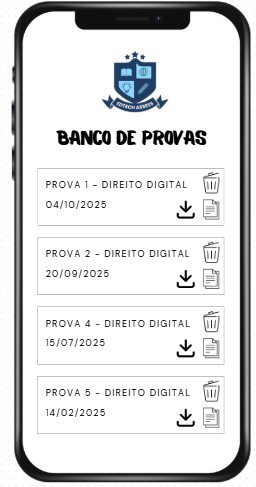 EDTECH ASSESS
BANCO DE PROVAS
PROVA 1 - DIREITO DIGITAL
04/10/2025
PROVA 2 - DIREITO DIGITAL
20/09/2025
PROVA 4 - DIREITO DIGITAL
15/07/2025
PROVA 5 - DIREITO DIGITAL
14/02/2025